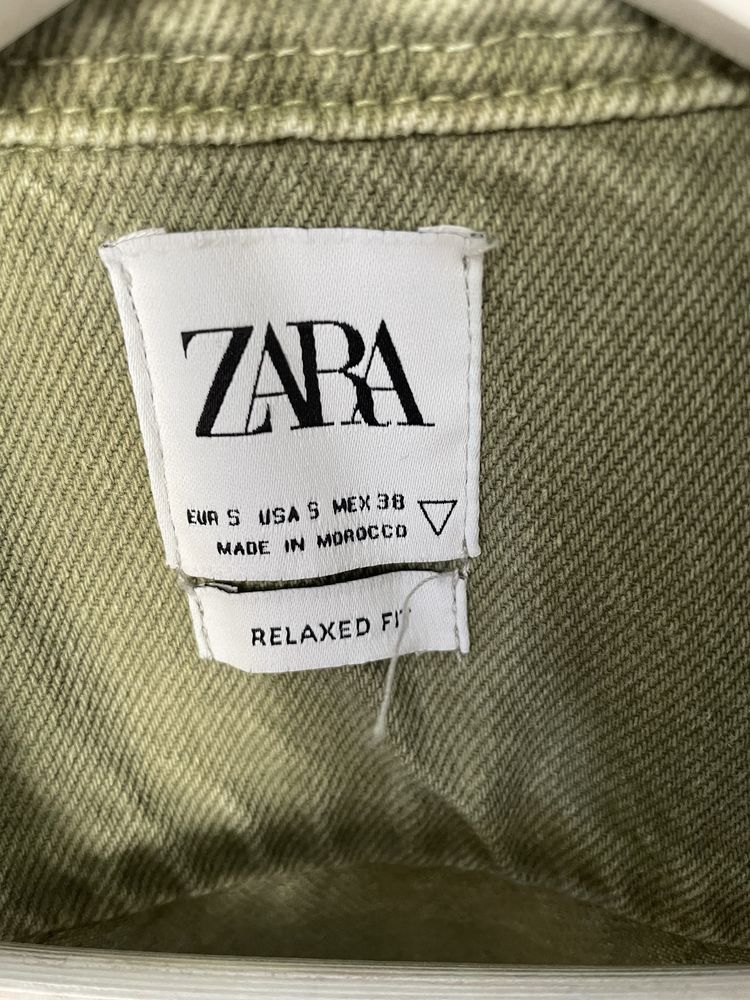 ZARA
EUR S USA S MEX 38
MADE IN MOROCCO
RELAXED FIT